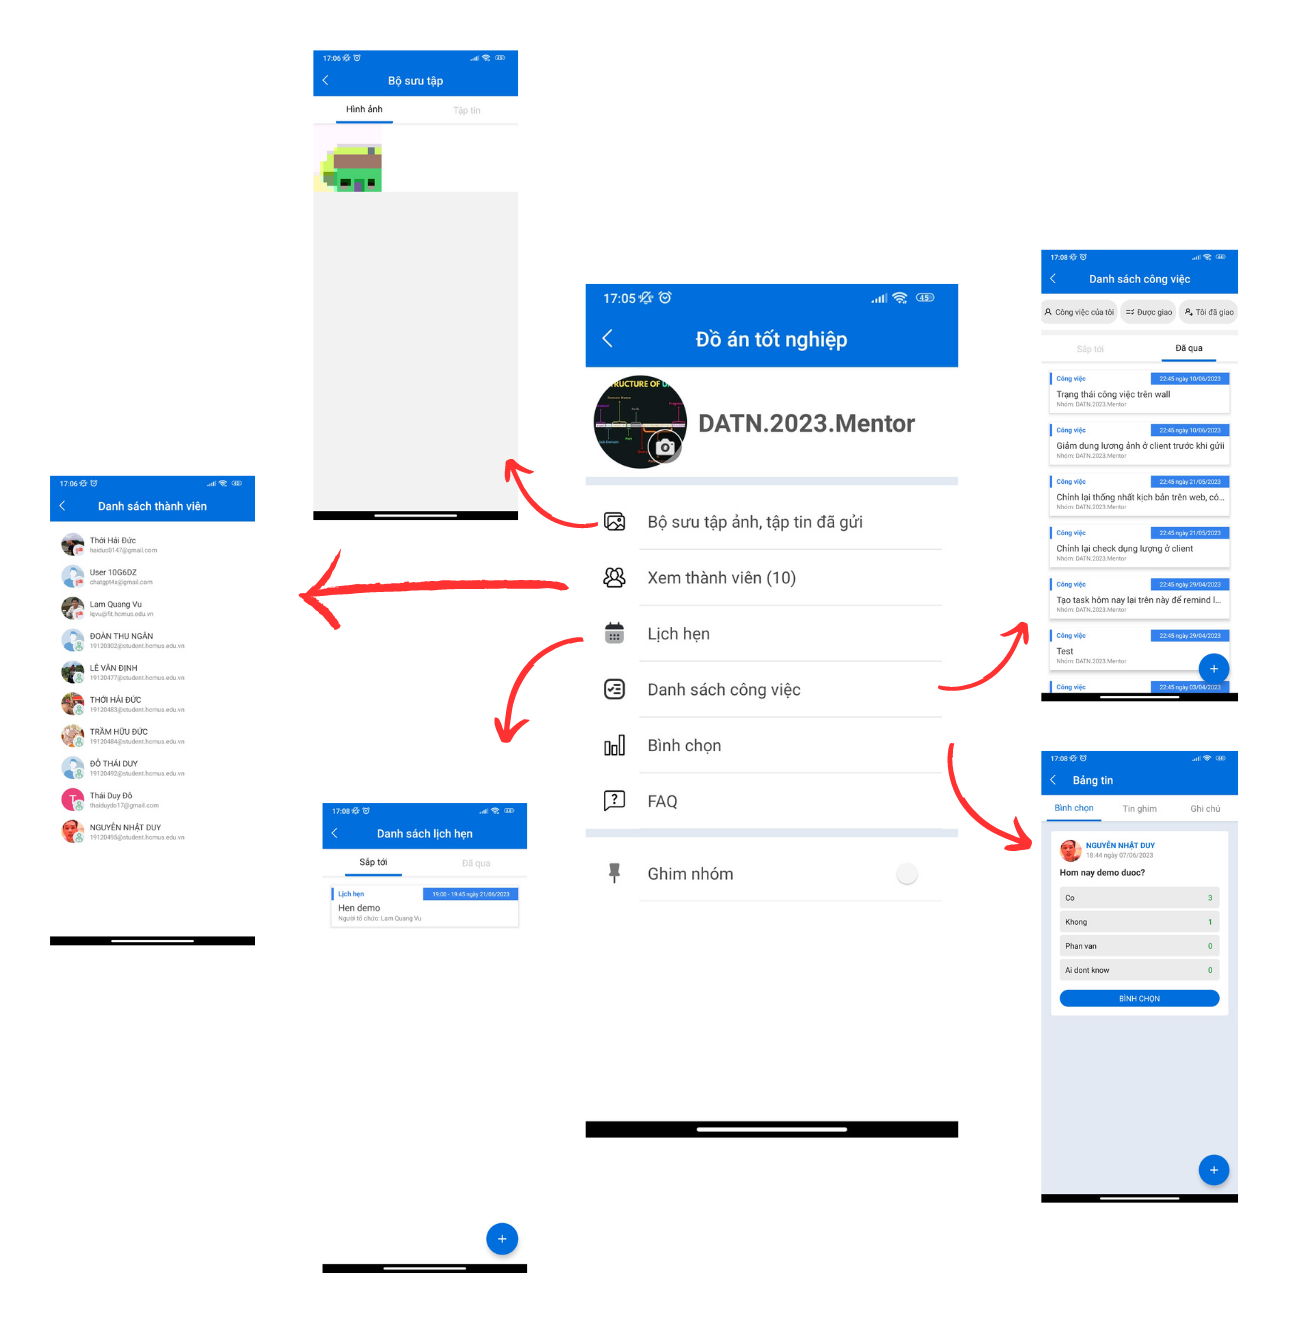 17:06
45
Bộ sưu tập
Hình ảnh
Tập tin
17:05
45
Đồ án tốt nghiệp
DATN.2023.Mentor
Bộ sưu tập ảnh, tập tin đã gửi
Xem thành viên (10)
Lịch hẹn
Danh sách công việc
Bình chọn
FAQ
Ghim nhóm
17:06
Danh sách thành viên
Thới Hải Đức
haiduc0147@gmail.com
User 10G6DZ
chatgpt4x@gmail.com
Lam Quang Vu
lqvu@fit.hcmus.edu.vn
ĐOÀN THU NGÂN
19120302@student.hcmus.edu.vn
LÊ VĂN ĐỊNH
19120477@student.hcmus.edu.vn
THỚI HẢI ĐỨC
19120483@student.hcmus.edu.vn
TRẦM HỮU ĐỨC
19120484@student.hcmus.edu.vn
ĐỖ THÁI DUY
19120492@student.hcmus.edu.vn
Thái Duy Đỗ
thaiduydo17@gmail.com
NGUYỄN NHẬT DUY
19120495@student.hcmus.edu.vn
17:08
Danh sách lịch hẹn
Sắp tới
Đã qua
Lịch hẹn
19:00 - 19:45 ngày 21/06/2023
Hen demo
Người tổ chức: Lam Quang Vu
+
17:08
Danh sách công việc
Công việc của tôi
Được giao
Tôi đã giao
Sắp tới
Đã qua
Công việc
22:45 ngày 10/06/2023
Trạng thái công việc trên wall
Nhóm: DATN.2023.Mentor
Công việc
22:45 ngày 10/06/2023
Giảm dung lương ảnh ở client trước khi gửii
Nhóm: DATN.2023.Mentor
Công việc
22:45 ngày 21/05/2023
Chỉnh lại thống nhất kịch bản trên web, có...
Nhóm: DATN.2023.Mentor
Công việc
22:45 ngày 21/05/2023
Chỉnh lại check dụng lượng ở client
Nhóm: DATN.2023.Mentor
Công việc
22:45 ngày 29/04/2023
Tạo task hôm nay lại trên này để remind l...
Nhóm: DATN.2023.Mentor
Công việc
22:45 ngày 29/04/2023
Test
Nhóm: DATN.2023.Mentor
Công việc
22:45 ngày 03/04/2023
+
17:08
Bảng tin
Bình chọn
Tin ghim
Ghi chú
NGUYỄN NHẬT DUY
18:44 ngày 07/06/2023
Hom nay demo duoc?
Co
3
Khong
1
Phan van
0
Ai dont know
0
BÌNH CHỌN
+